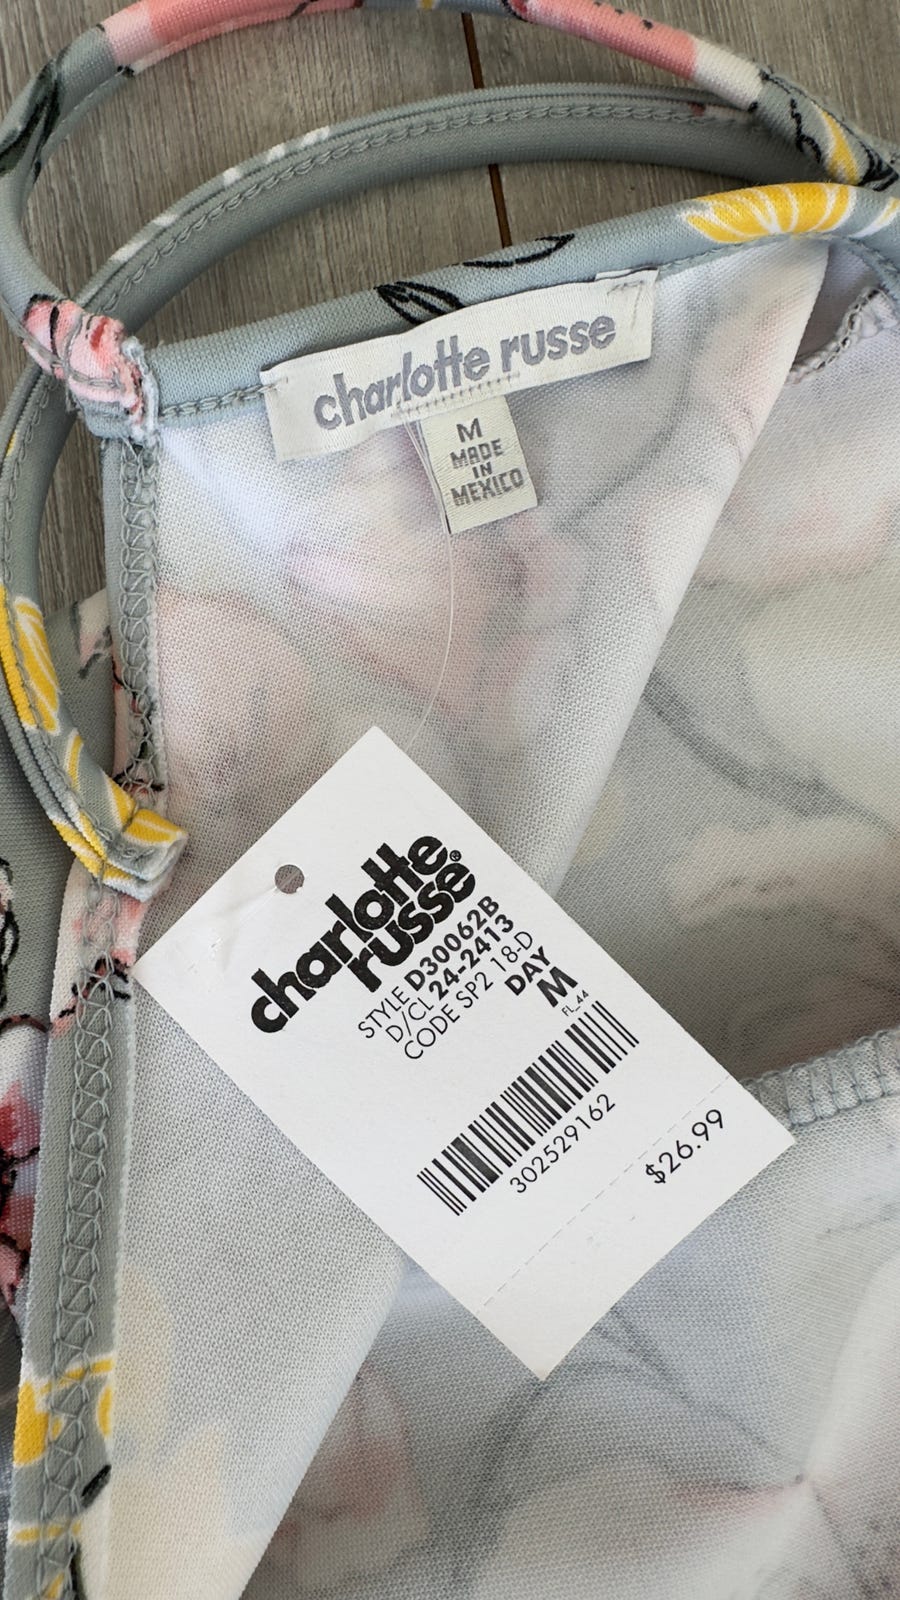 charlotte russe
M
MADE
IN
MEXICO
charlotte
russe®
STYLE D30062B
D/CL 24-2413
CODE SP2 18-D
DAY
M
FL.44
302529162
$26.99